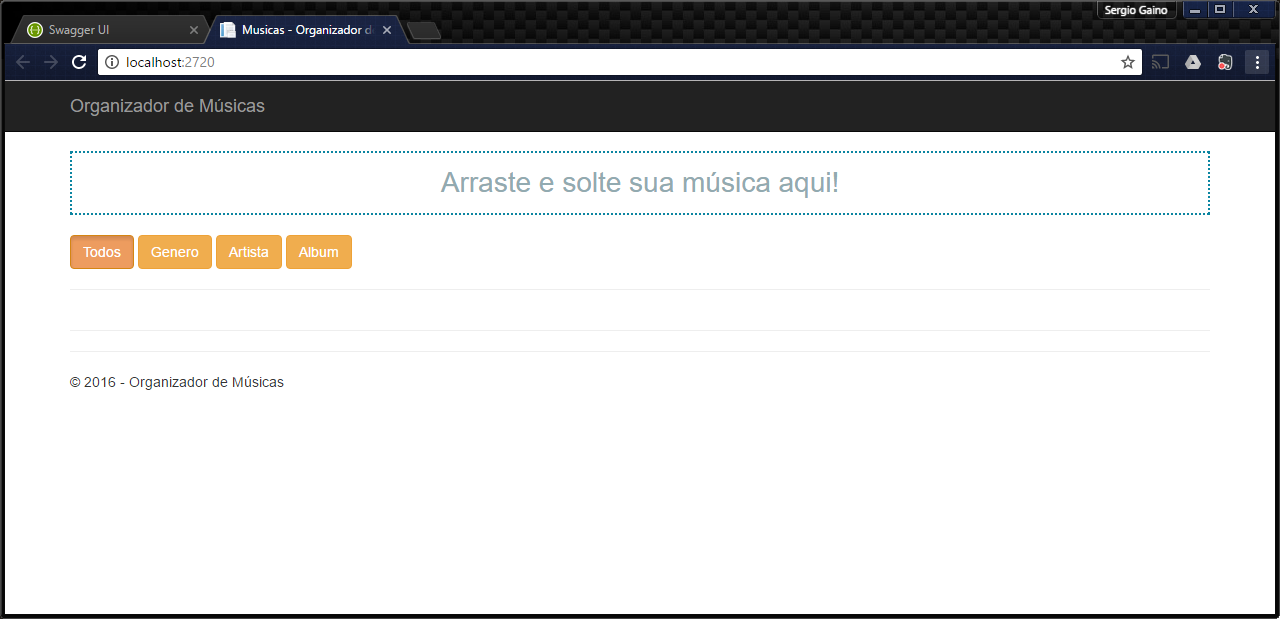 Sergio Gaino
Swagger UI
Musicas - Organizador d
localhost:2720
Organizador de Músicas
Arraste e solte sua música aqui!
Todos Genero Artista Album
© 2016 - Organizador de Músicas